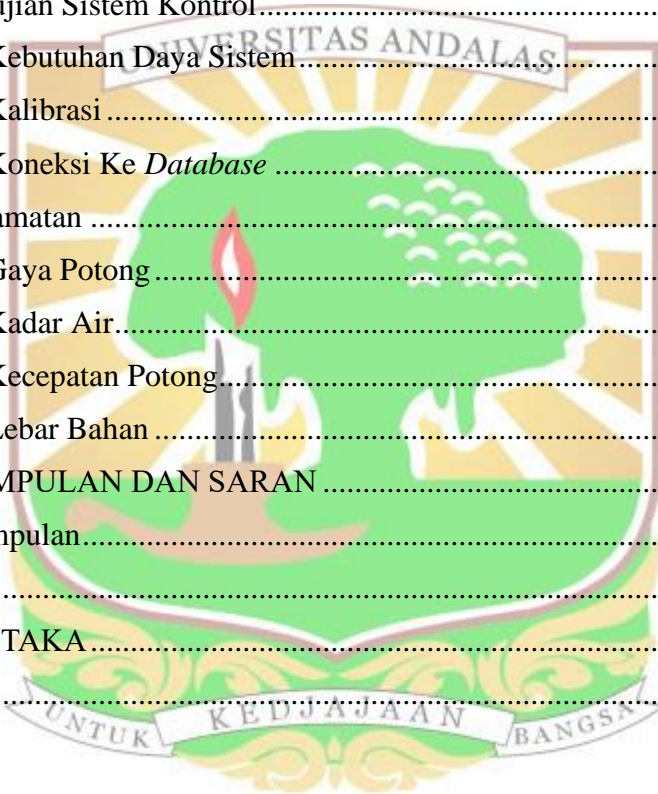 UNIVERSITAS ANDALAS
ujian Sistem Kontrol........................................
Kebutuhan Daya Sistem........................................
Kalibrasi........................................
Koneksi Ke Database........................................
amatan........................................
Gaya Potong........................................
Kadar Air........................................
Kecepatan Potong........................................
Lebar Bahan........................................
MPULAN DAN SARAN........................................
mpulan........................................
........................................
TAKA........................................
........................................
UNTUK KEDJAJAAN BANGSA